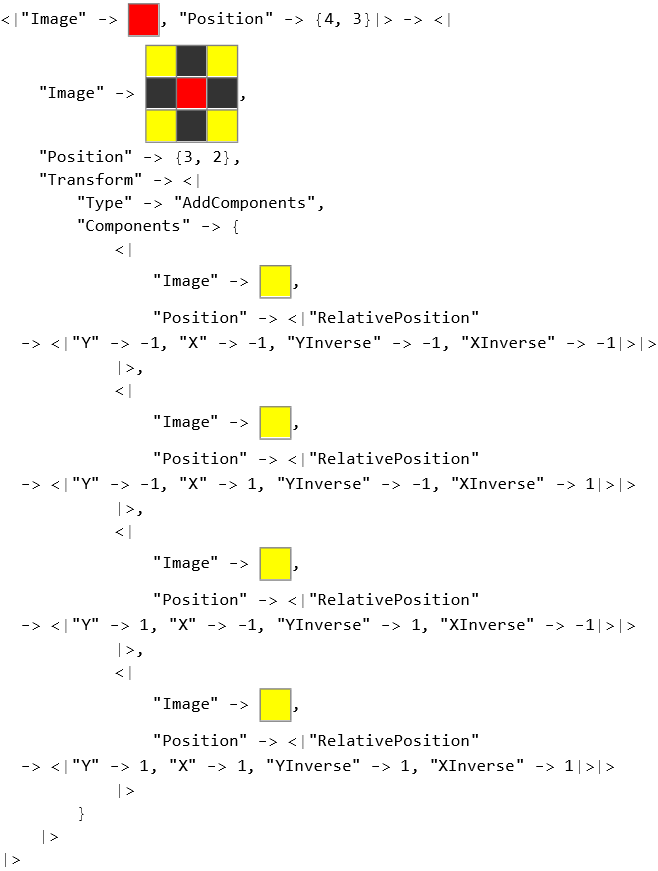 <|"Image" -> , "Position" -> {4, 3}|> -> <|
"Image" -> ,
"Position" -> {3, 2},
"Transform" -> <|
"Type" -> "AddComponents",
"Components" -> {
<|
"Image" -> ,
"Position" -> <|"RelativePosition"
-> <|"Y" -> -1, "X" -> -1, "YInverse" -> -1, "XInverse" -> -1|>|>
|>,
<|
"Image" -> ,
"Position" -> <|"RelativePosition"
-> <|"Y" -> -1, "X" -> 1, "YInverse" -> -1, "XInverse" -> 1|>|>
|>,
<|
"Image" -> ,
"Position" -> <|"RelativePosition"
-> <|"Y" -> 1, "X" -> -1, "YInverse" -> 1, "XInverse" -> -1|>|>
|>,
<|
"Image" -> ,
"Position" -> <|"RelativePosition"
-> <|"Y" -> 1, "X" -> 1, "YInverse" -> 1, "XInverse" -> 1|>|>
|>
}
|>
|>